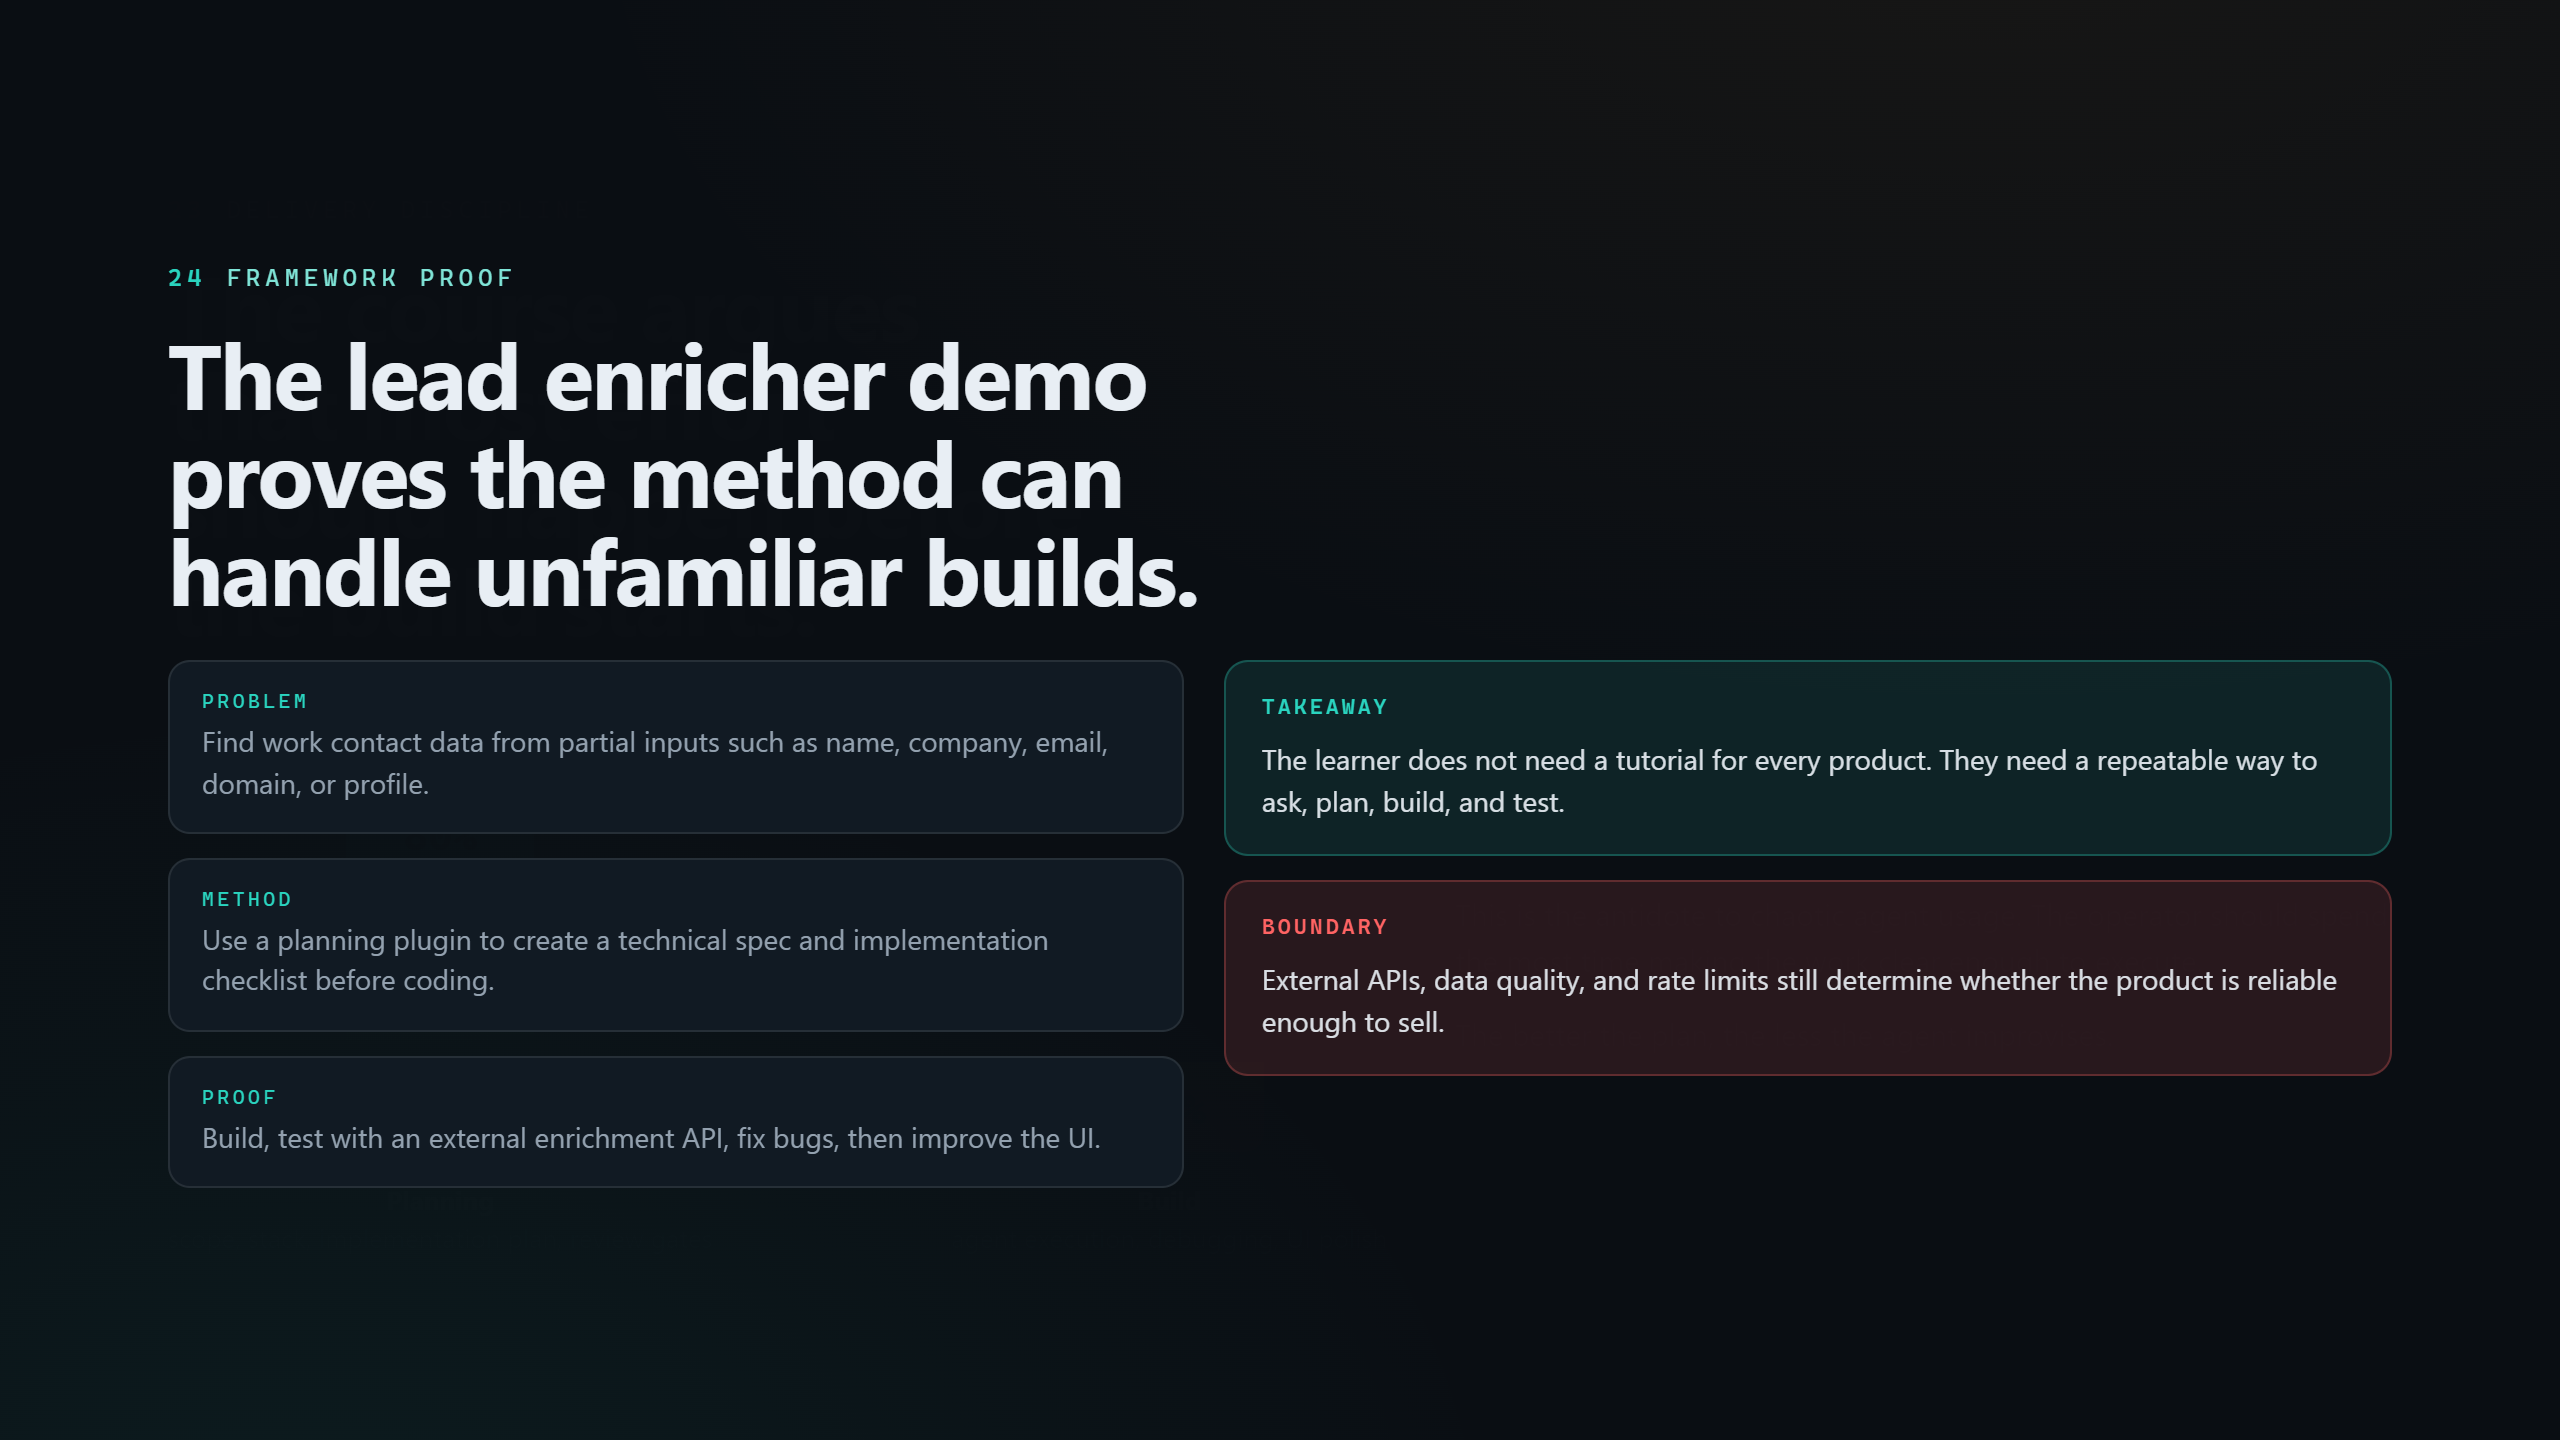 24 FRAMEWORK PROOF
The lead enricher demo
proves the method can
handle unfamiliar builds.
PROBLEM
Find work contact data from partial inputs such as name, company, email,
domain, or profile.
METHOD
Use a planning plugin to create a technical spec and implementation
checklist before coding.
PROOF
Build, test with an external enrichment API, fix bugs, then improve the UI.
TAKEAWAY
The learner does not need a tutorial for every product. They need a repeatable way to
ask, plan, build, and test.
BOUNDARY
External APIs, data quality, and rate limits still determine whether the product is reliable
enough to sell.